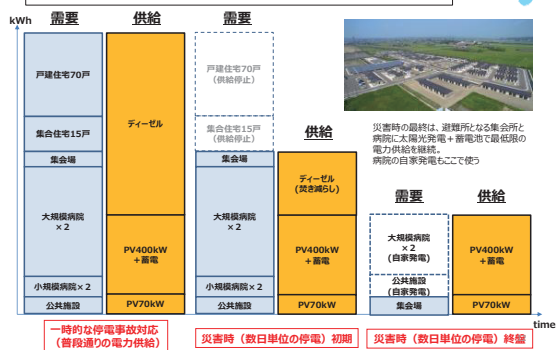 kWh
需要
供給
需要
戸建住宅70戸
集合住宅15戸
集会場
大規模病院
×2
小規模病院×2
公共施設
ディーゼル
PV400kW
+蓄電
PV70kW
戸建住宅70戸
(供給停止)
集合住宅15戸
(供給停止)
集会場
大規模病院
×2
小規模病院×2
公共施設
供給
ディーゼル
(焚き減らし)
PV400kW
+蓄電
PV70kW
災害時の最終は、避難所となる集会所と
病院に太陽光発電+蓄電池で最低限の
電力供給を継続。
病院の自家発電もここで使う
需要
供給
大規模病院
×2
(自家発電)
公共施設
(自家発電)
集会場
PV400kW
+蓄電
PV70kW
time
一時的な停電事故対応
(普段通りの電力供給)
災害時(数日単位の停電)初期
災害時(数日単位の停電)終盤